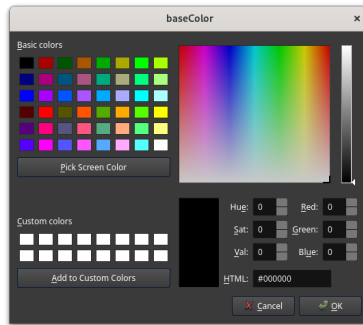 baseColor
×
Basic colors
Pick Screen Color
Custom colors
Add to Custom Colors
Hue: 0 Red: 0
Sat: 0 Green: 0
Val: 0 Blue: 0
HTML: #000000
Cancel OK